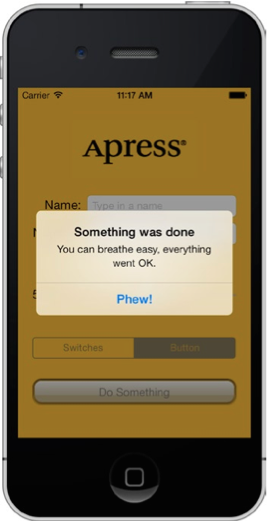 Carrier 11:17 AM
Apress®
Name: Type in a name
Something was done
You can breathe easy, everything
went OK.
Phew!
Switches Button
Do Something